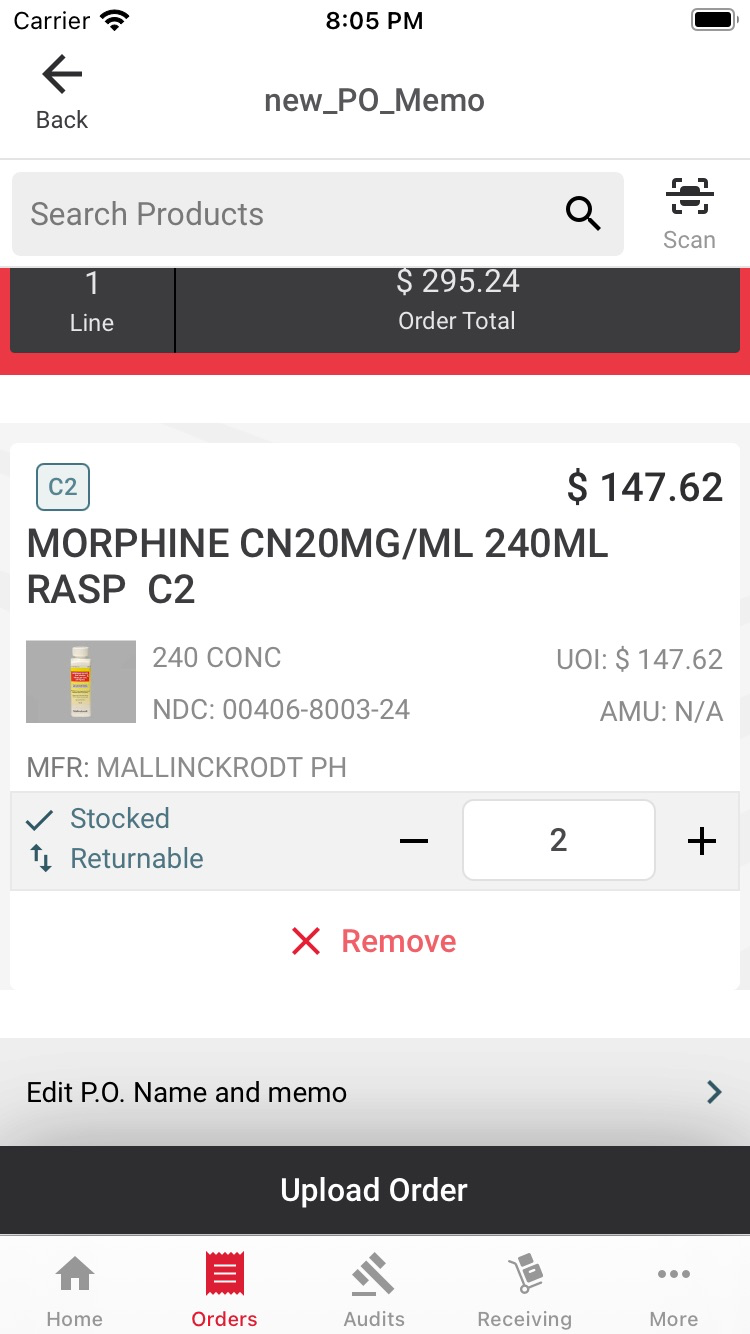 Carrier 8:05 PM
Back
new_PO_Memo
Search Products
Scan
1
Line
$ 295.24
Order Total
C2
$ 147.62
MORPHINE CN20MG/ML 240ML
RASP C2
240 CONC
UOI: $ 147.62
NDC: 00406-8003-24
AMU: N/A
MFR: MALLINCKRODT PH
Stocked
Returnable
2
Remove
Edit P.O. Name and memo
Upload Order
Home Orders Audits Receiving More